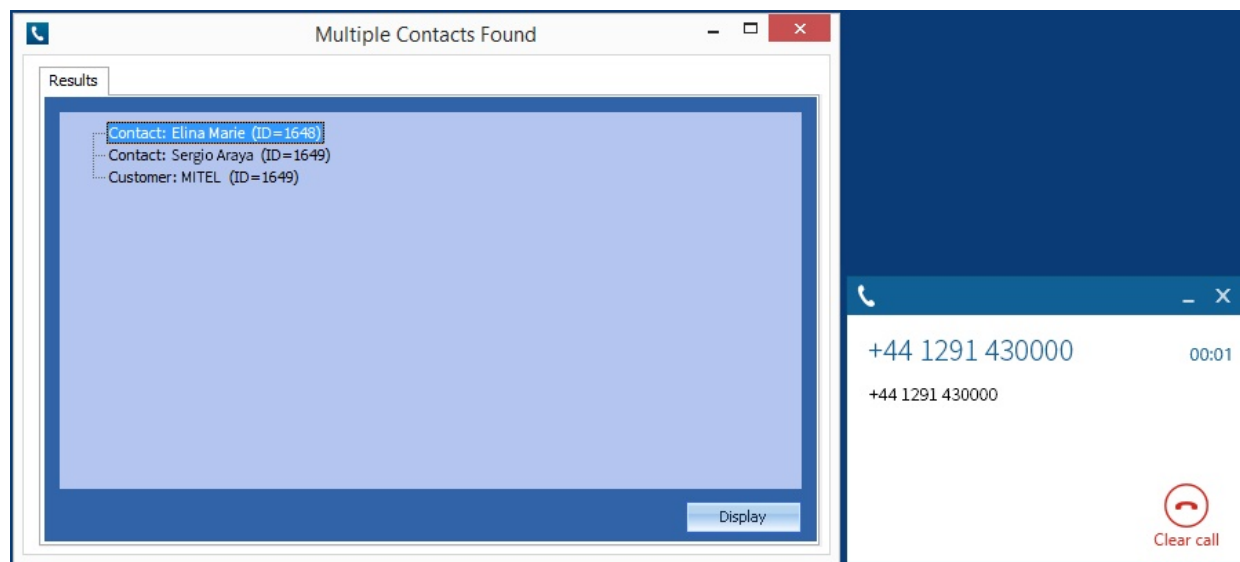 Multiple Contacts Found
Results
Contact: Elina Marie (ID=1648)
Contact: Sergio Araya (ID=1649)
Customer: MITEL (ID=1649)
Display
+44 1291 430000 00:01
+44 1291 430000
Clear call